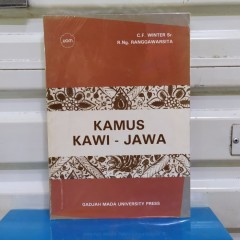 C.F. WINTER Sr
R.Ng. RANGGAWARSITA
KAMUS
KAWI - JAWA
GADJAH MADA UNIVERSITY PRESS